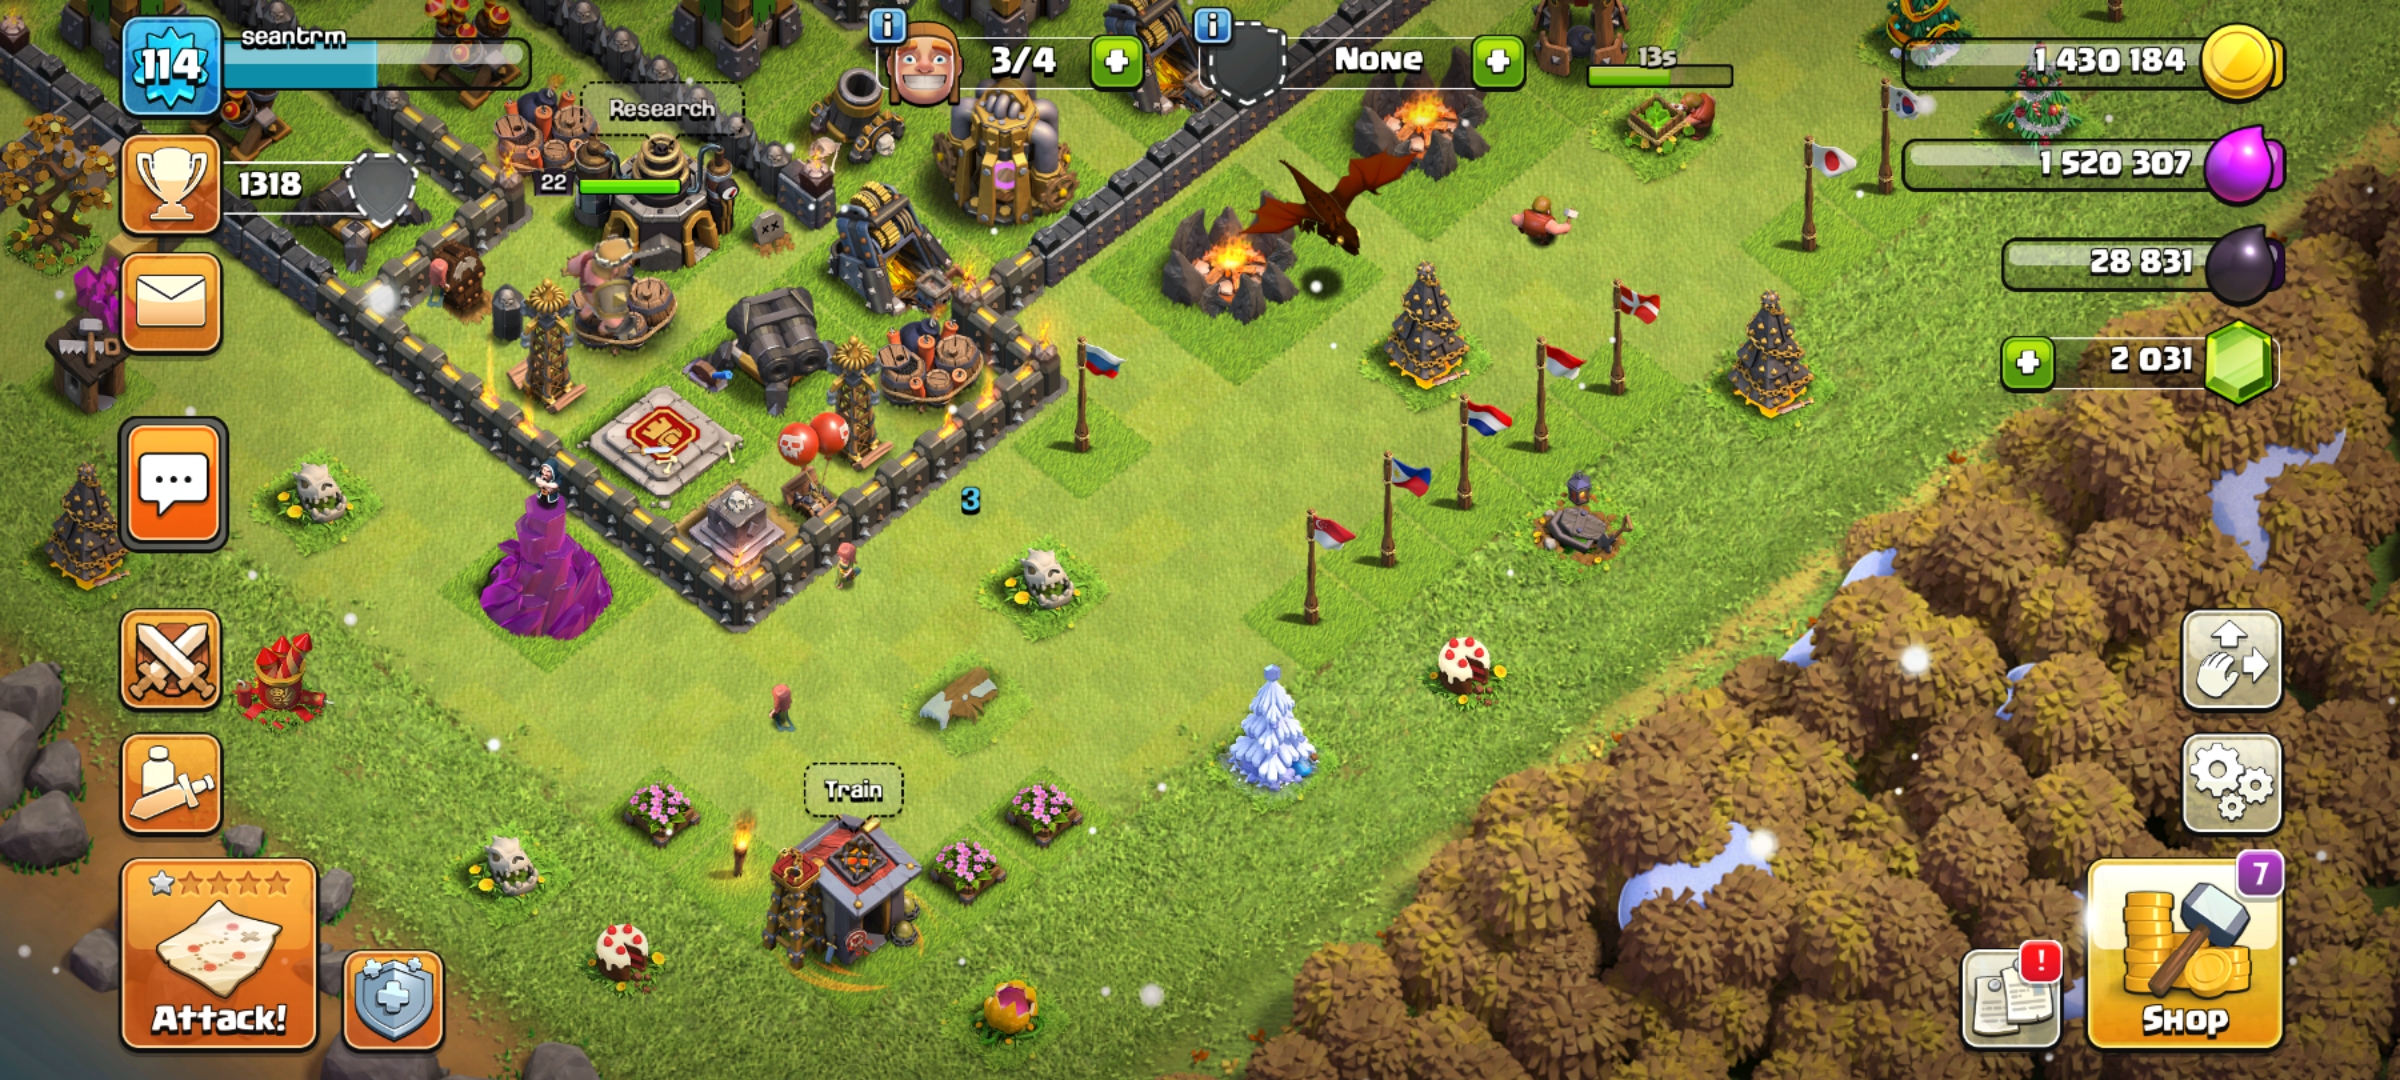 114
seantrm
i
3/4
i
None
13s
1 430 184
Research
1 520 307
22
1318
28 831
2 031
3
Train
7
!
Attack!
Shop